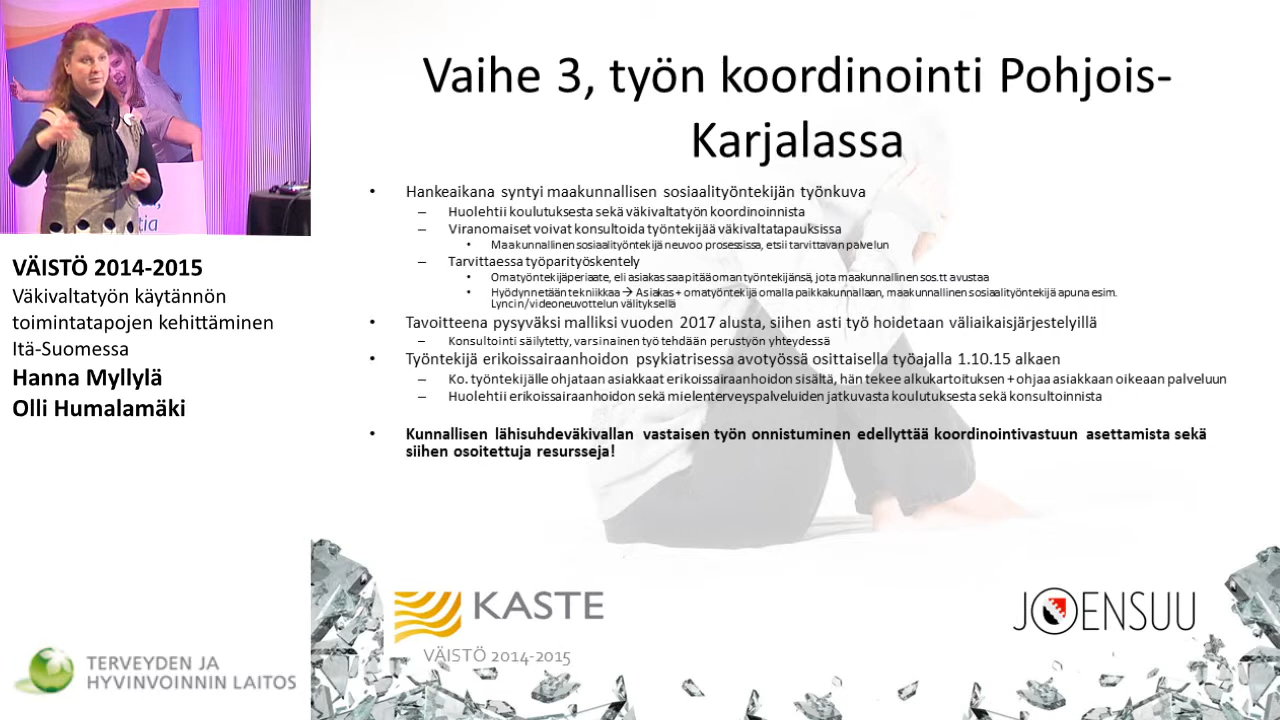 VÄISTÖ 2014-2015
Väkivaltatyön käytännön
toimintatapojen kehittäminen
Itä-Suomessa
Hanna Myllylä
Olli Humalamäki
TERVEYDEN JA
HYVINVOINNIN LAITOS
Vaihe 3, työn koordinointi Pohjois-
Karjalassa
• Hankeaikana syntyi maakunnallisen sosiaalityöntekijän työnkuva
– Huolehtii koulutuksesta sekä väkivaltatyön koordinoinnista
– Viranomaiset voivat konsultoida työntekijää väkivaltatapauksissa
• Maakunnallinen sosiaalityöntekijä neuvoo prosessissa, etsii tarvittavan palvelun
– Tarvittaessa työparityöskentely
• Omatyöntekijäperiaate, eli asiakas saa pitää oman työntekijänsä, jota maakunnallinen sos.tt avustaa
• Hyödynnetään tekniikkaa → Asiakas + omatyöntekijä omalla paikkakunnallaan, maakunnallinen sosiaalityöntekijä apuna esim.
Lyncin/videoneuvottelun välityksellä
• Tavoitteena pysyväksi malliksi vuoden 2017 alusta, siihen asti työ hoidetaan väliaikaisjärjestelyillä
– Konsultointi säilytetty, varsinainen työ tehdään perustyön yhteydessä
• Työntekijä erikoissairaanhoidon psykiatrisessa avotyössä osittaisella työajalla 1.10.15 alkaen
– Ko. työntekijälle ohjataan asiakkaat erikoissairaanhoidon sisältä, hän tekee alkukartoituksen + ohjaa asiakkaan oikeaan palveluun
– Huolehtii erikoissairaanhoidon sekä mielenterveyspalveluiden jatkuvasta koulutuksesta sekä konsultoinnista
• Kunnallisen lähisuhdeväkivallan vastaisen työn onnistuminen edellyttää koordinointivastuun asettamista sekä
siihen osoitettuja resursseja!
KASTE
VÄISTÖ 2014-2015
JOENSUU